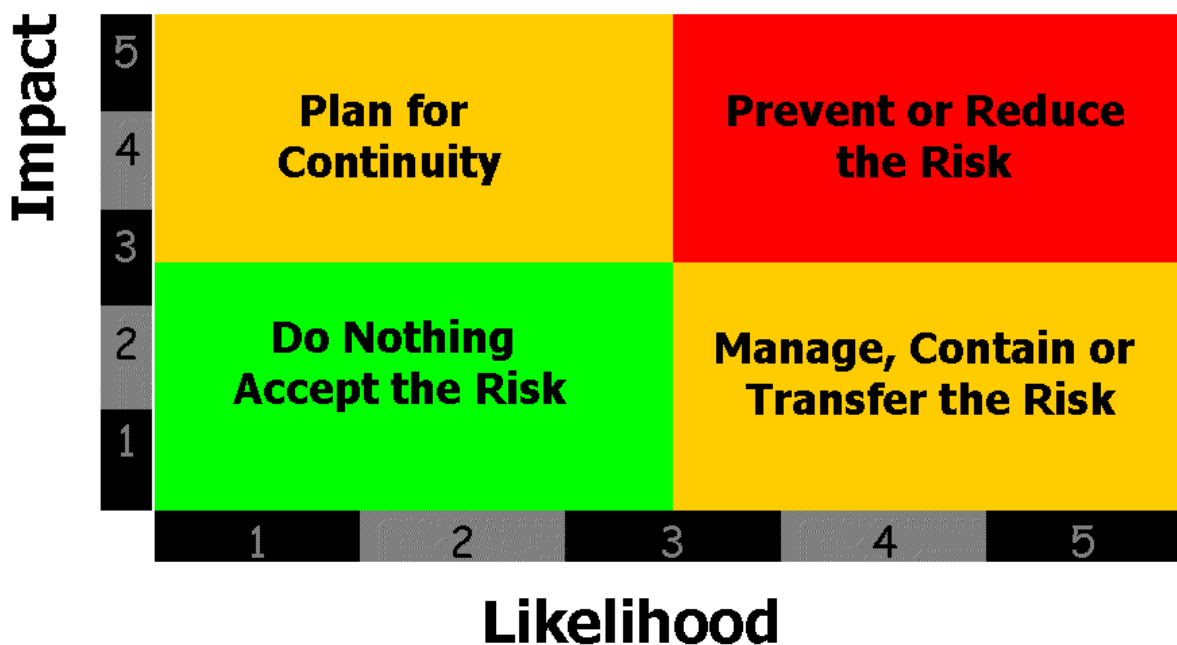 Impact
5
4
3
2
1
Plan for
Continuity
Prevent or Reduce
the Risk
Do Nothing
Accept the Risk
Manage, Contain or
Transfer the Risk
1 2 3 4 5
Likelihood